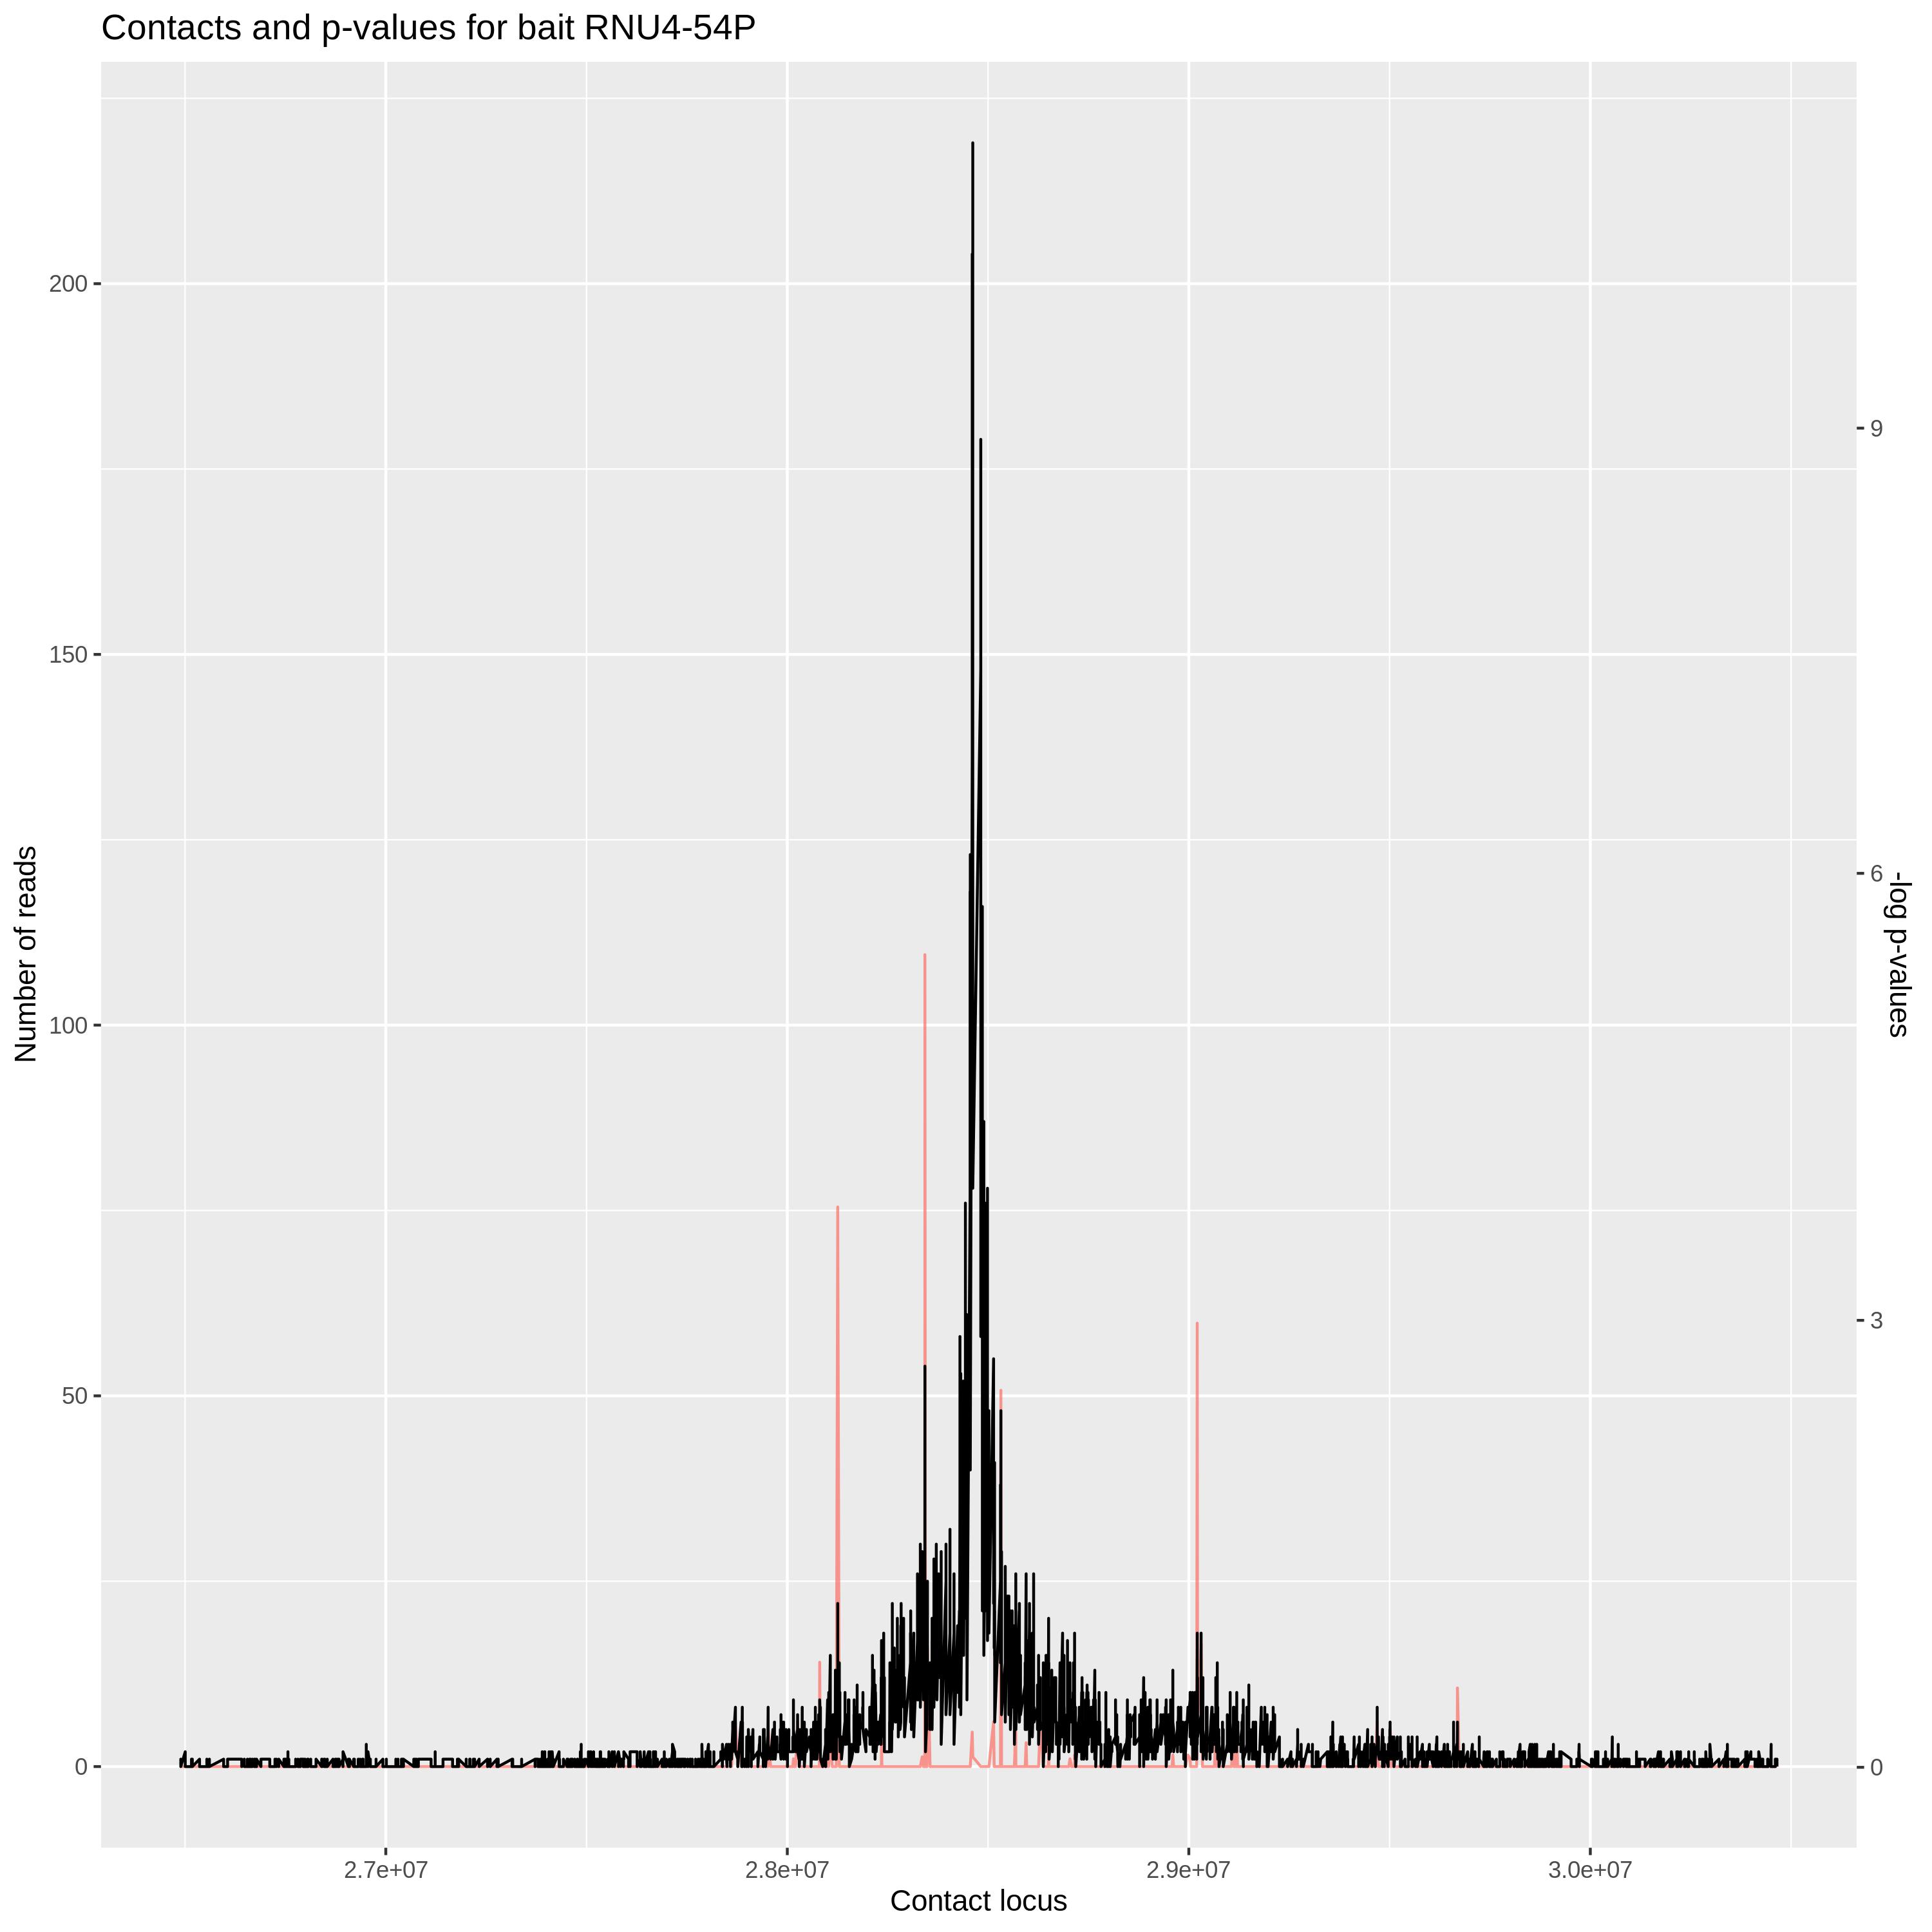 Contacts and p-values for bait RNU4-54P
Number of reads
200
150
100
50
0
9
6
3
0
-log p-values
2.7e+07
2.8e+07
2.9e+07
3.0e+07
Contact locus